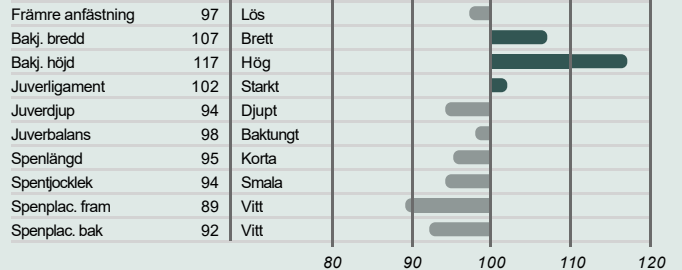 Främre anfästning 97 Lös
Bakj. bredd 107 Brett
Bakj. höjd 117 Hög
Juverligament 102 Starkt
Juverdjup 94 Djupt
Juverbalans 98 Baktungt
Spenlängd 95 Korta
Spentjocklek 94 Smala
Spenplac. fram 89 Vitt
Spenplac. bak 92 Vitt
80 90 100 110 120